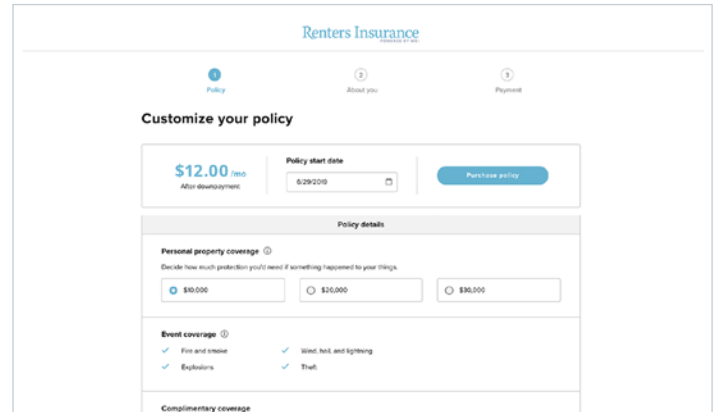 Renters Insurance
POWERED BY
1 2 3
Policy About you Payment
Customize your policy
$12.00 /mo
After downpayment
Policy start date
6/29/2019
Purchase policy
Policy details
Personal property coverage
Decide how much protection you'd need if something happened to your things.
$10,000 $20,000 $30,000
Event coverage
Fire and smoke Wind, hail, and lightning
Explosions Theft
Complimentary coverage